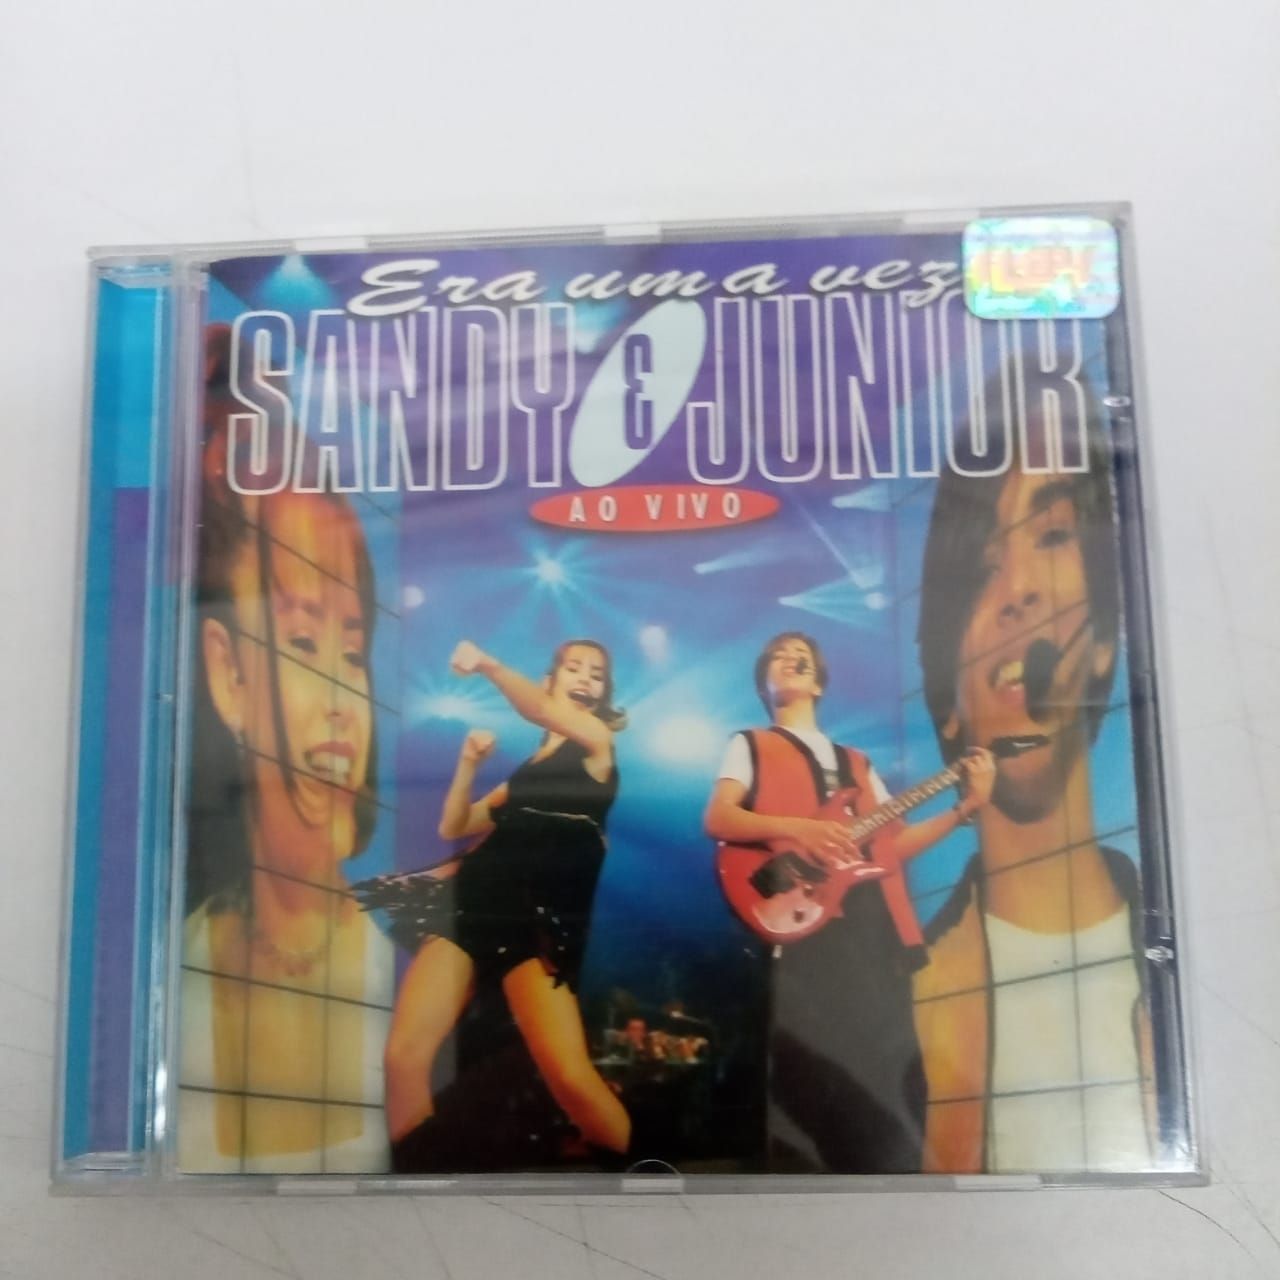 Era uma vez
SANDY & JUNIOR
AO VIVO